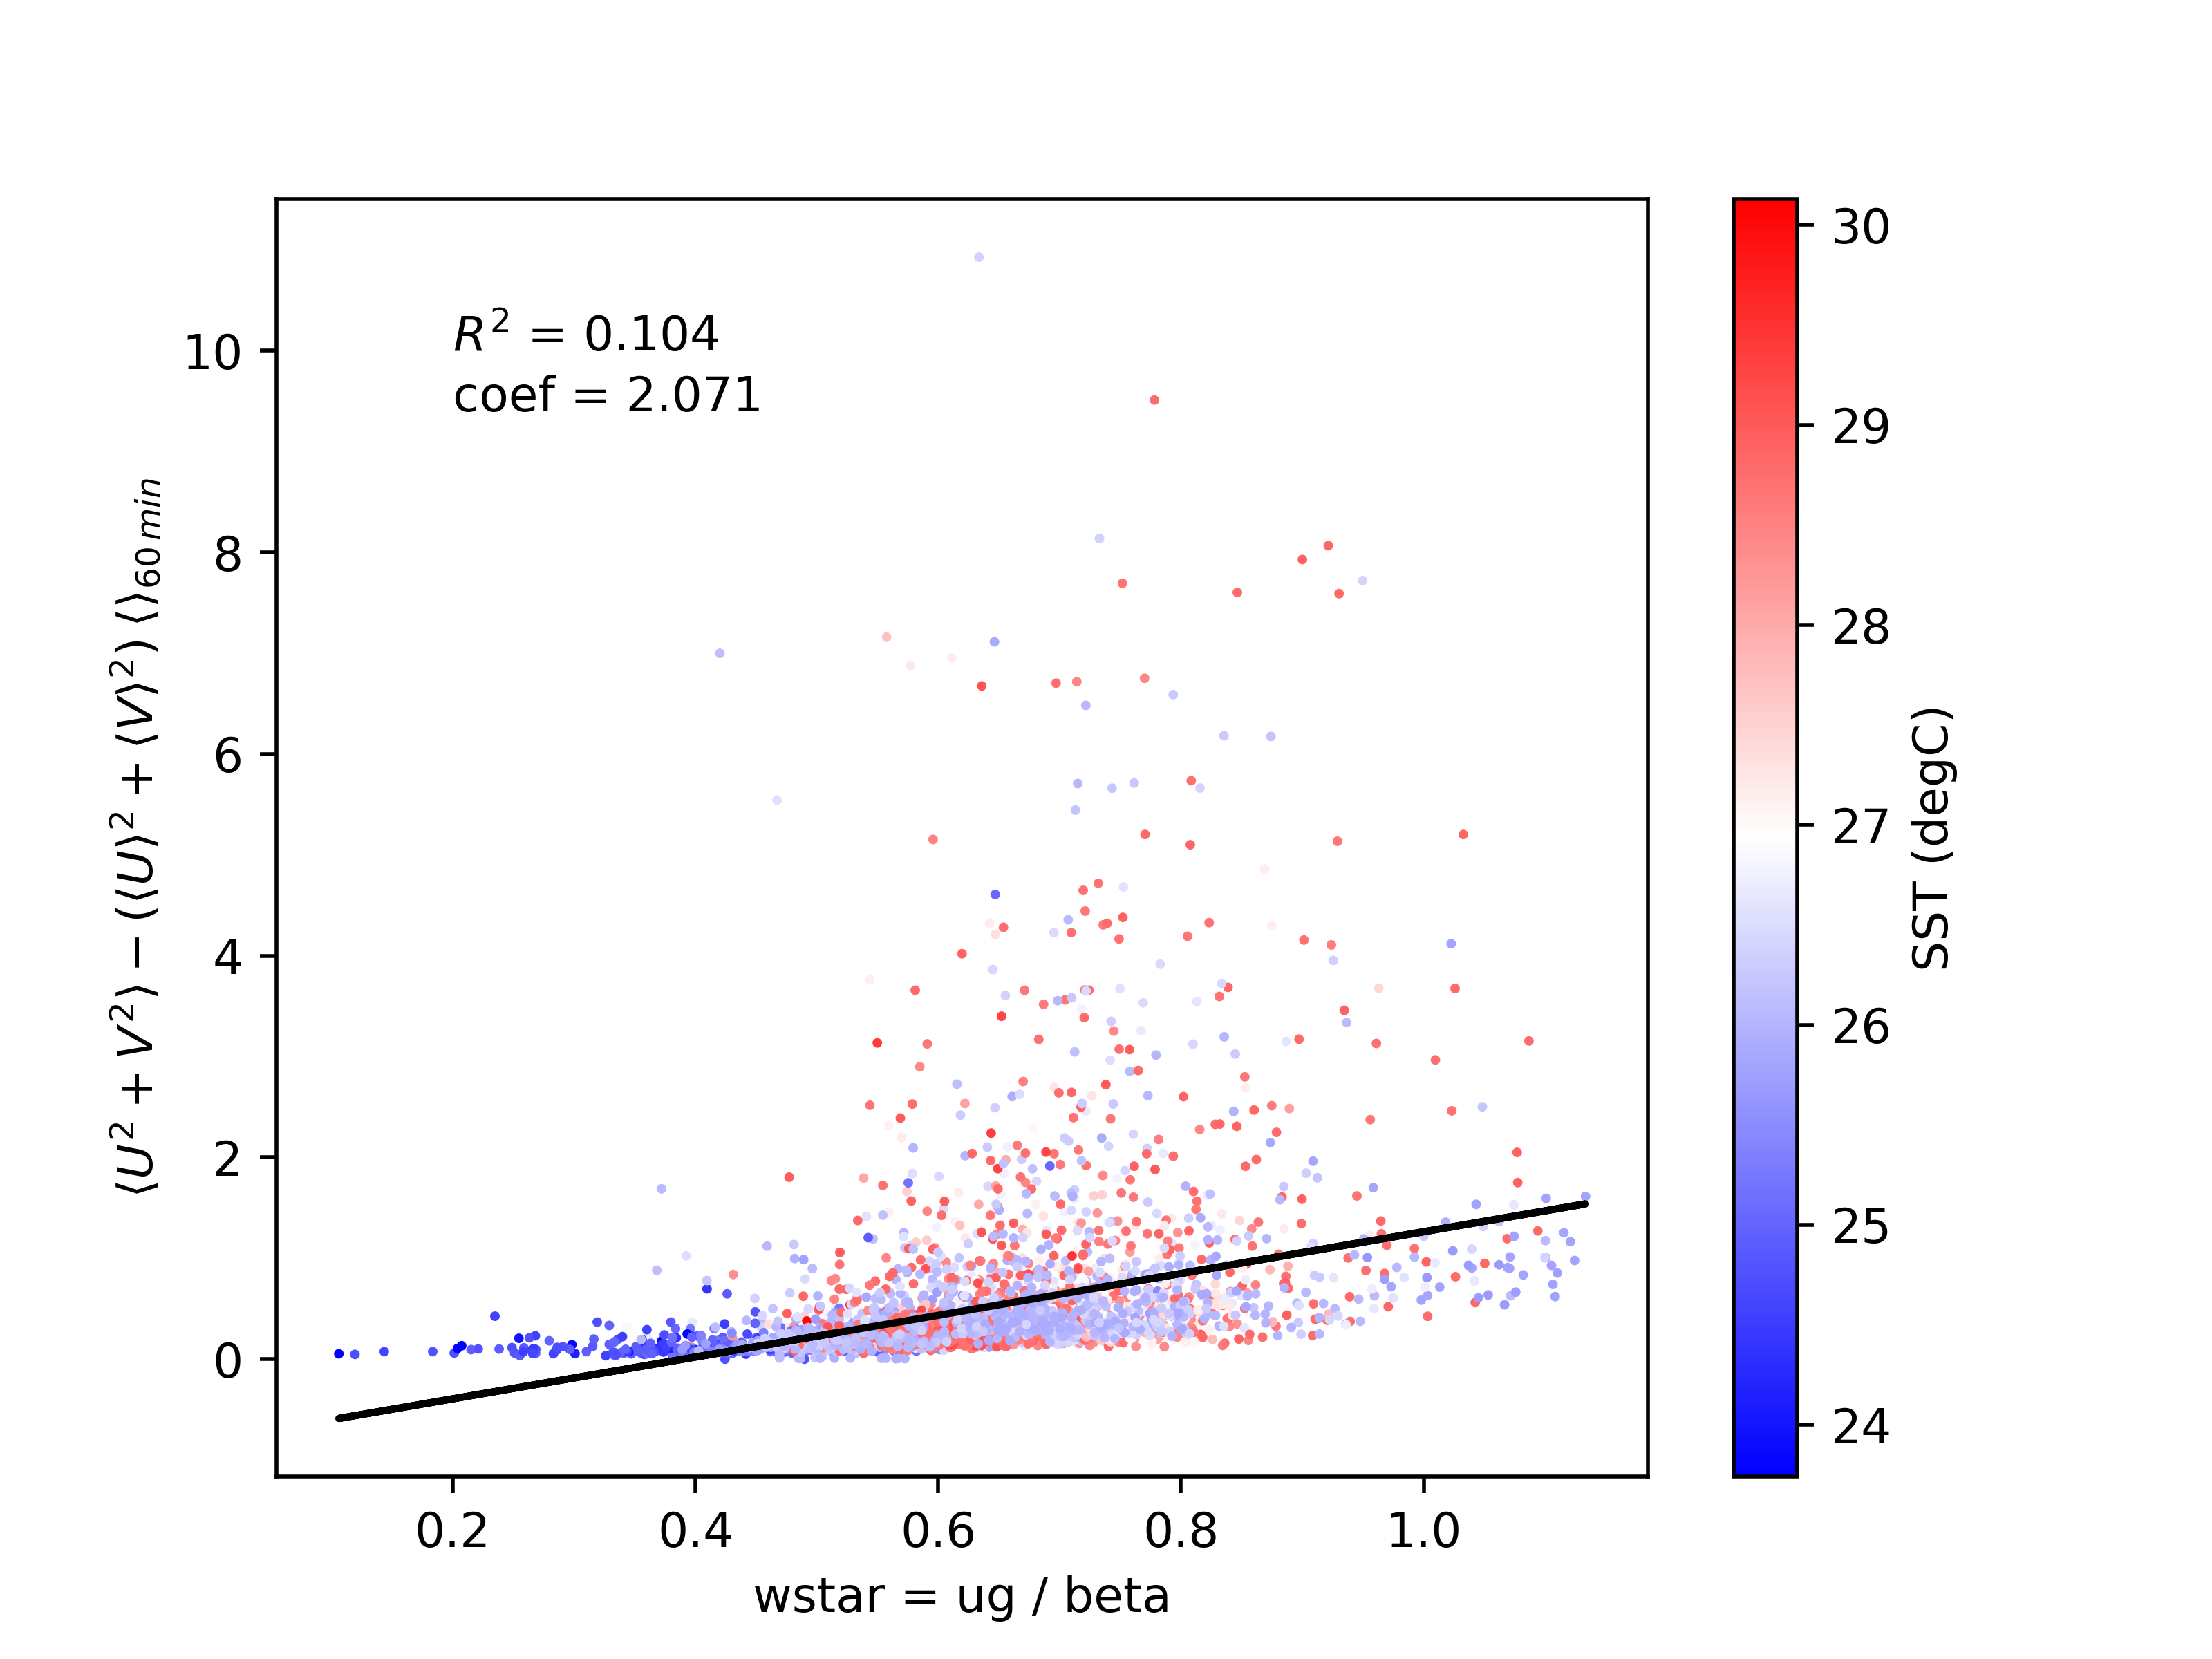 R² = 0.104
coef = 2.071
10
8
6
4
2
0
⟨U² + V²⟩ − (⟨U⟩² + ⟨V⟩²) ⟨⟩60 min
0.2 0.4 0.6 0.8 1.0
wstar = ug / beta
30
29
28
27
26
25
24
SST (degC)